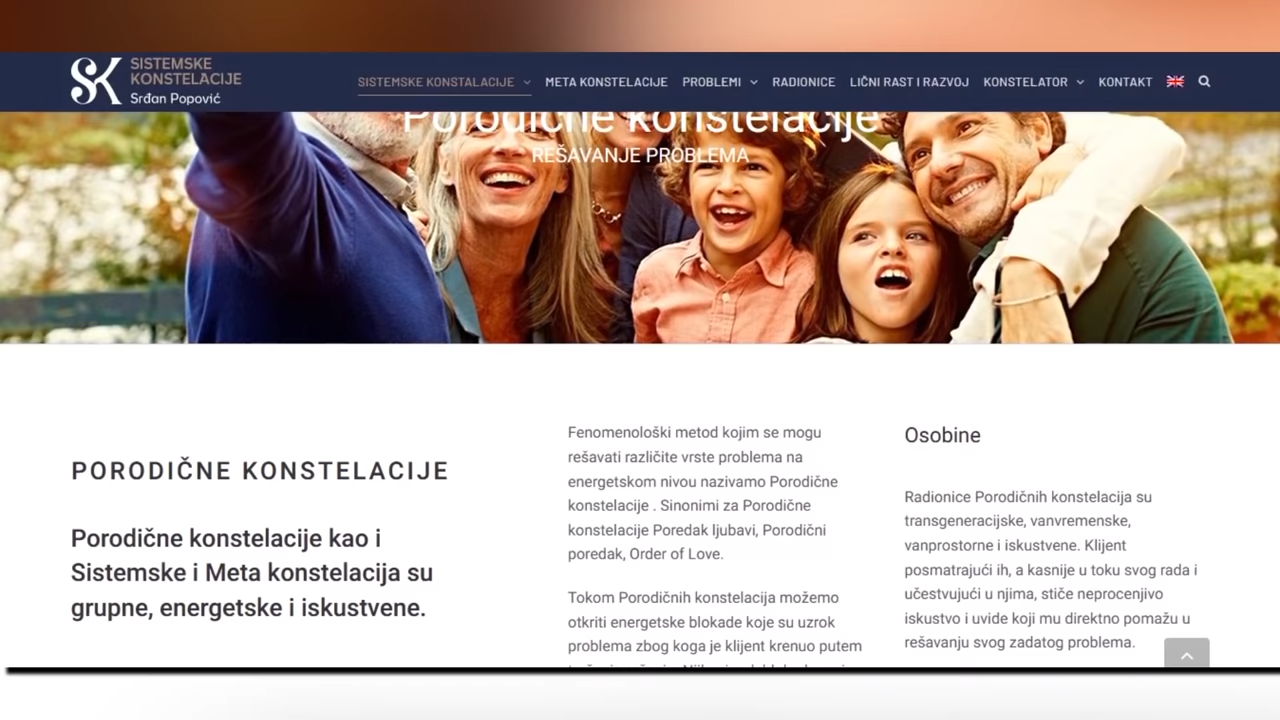 SISTEMSKE
KONSTELACIJE
Srđan Popović
SISTEMSKE KONSTALACIJE
META KONSTELACIJE
PROBLEMI
RADIONICE
LIČNI RAST I RAZVOJ
KONSTELATOR
KONTAKT
Porodične konstelacije
REŠAVANJE PROBLEMA
PORODIČNE KONSTELACIJE
Porodične konstelacije kao i
Sistemske i Meta konstelacija su
grupne, energetske i iskustvene.
Fenomenološki metod kojim se mogu
rešavati različite vrste problema na
energetskom nivou nazivamo Porodične
konstelacije . Sinonimi za Porodične
konstelacije Poredak ljubavi, Porodični
poredak, Order of Love.
Tokom Porodičnih konstelacija možemo
otkriti energetske blokade koje su uzrok
problema zbog koga je klijent krenuo putem
Osobine
Radionice Porodičnih konstelacija su
transgeneracijske, vanvremenske,
vanprostorne i iskustvene. Klijent
posmatrajući ih, a kasnije u toku svog rada i
učestvujući u njima, stiče neprocenjivo
iskustvo i uvide koji mu direktno pomažu u
rešavanju svog zadatog problema.